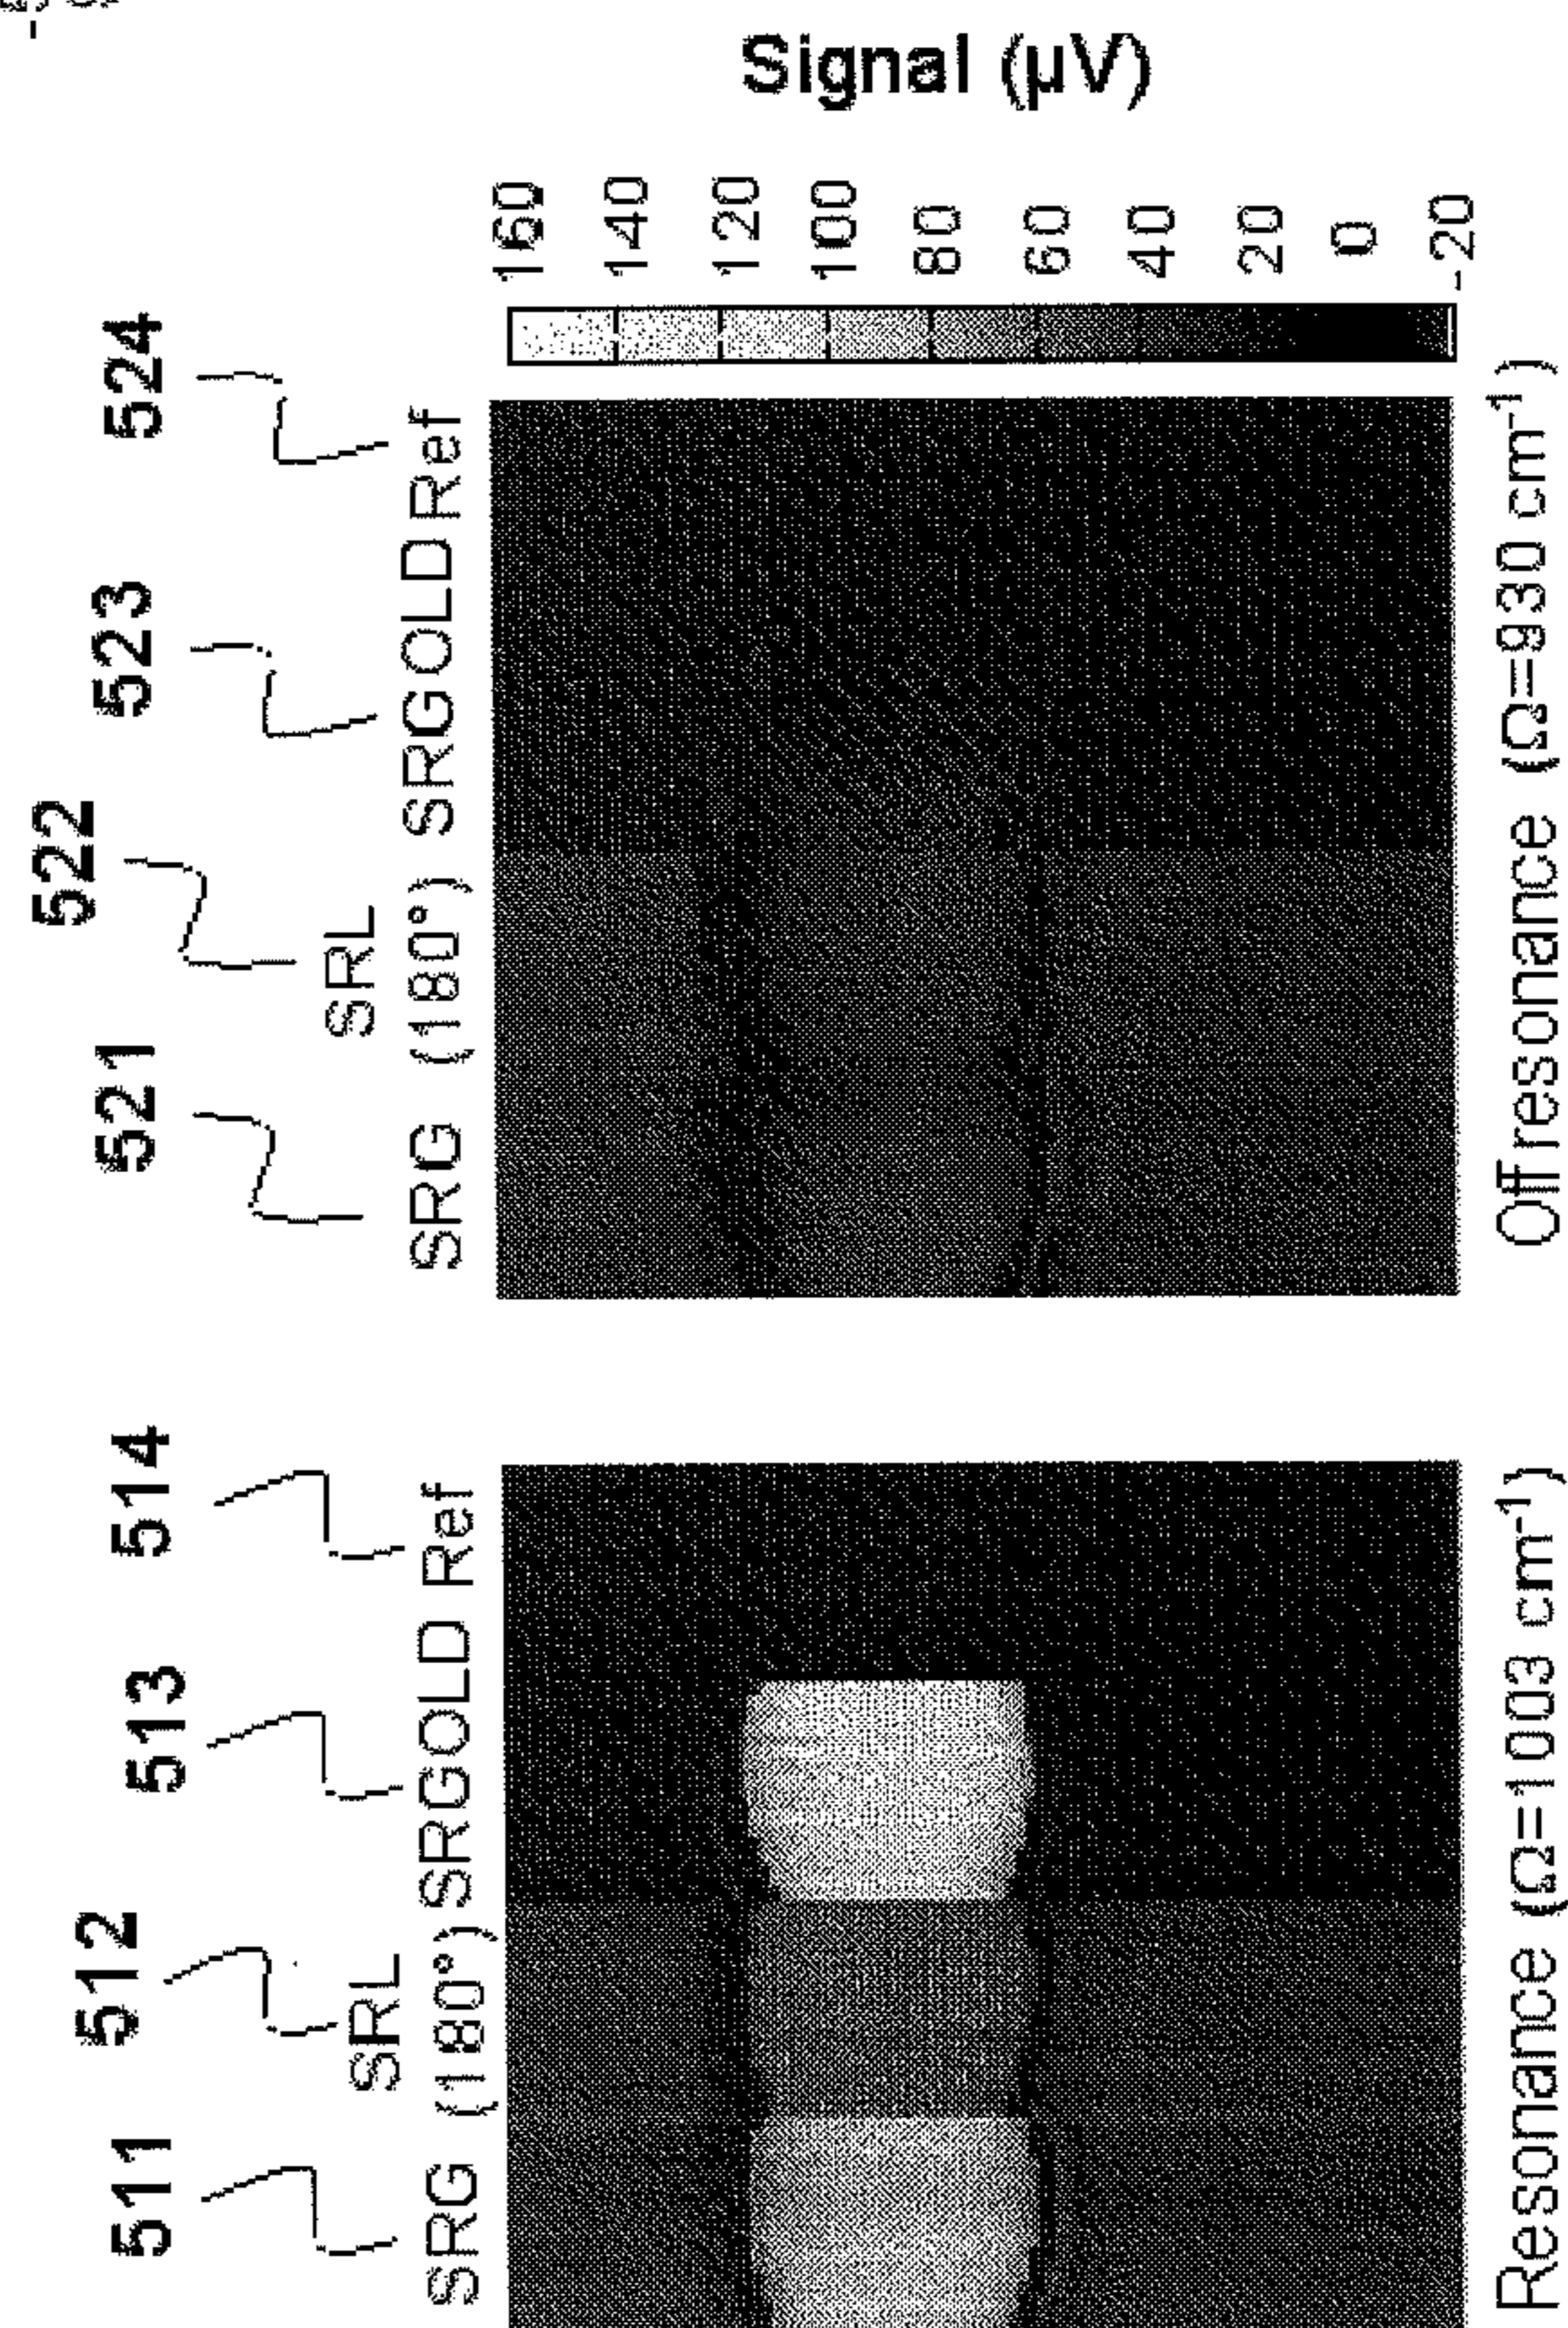 511
512
513
514
SRG
SRL
(180°)
SRGOLD
Ref
Resonance (Ω=1003 cm⁻¹)
521
522
523
524
SRG
SRL
(180°)
SRGOLD
Ref
Off resonance (Ω=930 cm⁻¹)
160
140
120
100
80
60
40
20
0
-20
Signal (µV)